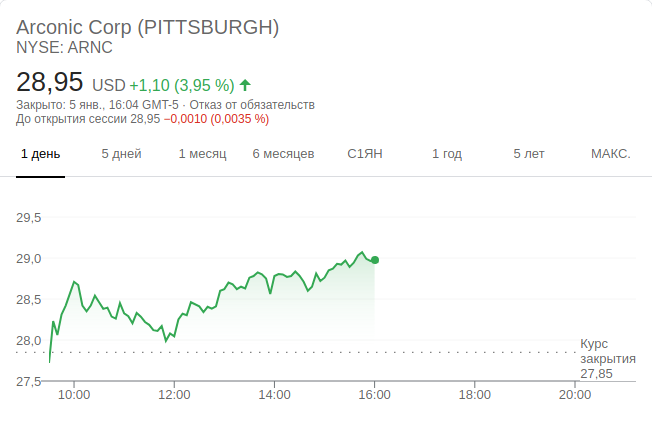 Arconic Corp (PITTSBURGH)
NYSE: ARNC
28,95 USD +1,10 (3,95 %)
Закрыто: 5 янв., 16:04 GMT-5 · Отказ от обязательств
До открытия сессии 28,95 −0,0010 (0,0035 %)
1 день 5 дней 1 месяц 6 месяцев С1ЯН 1 год 5 лет МАКС.
29,5
29,0
28,5
28,0
27,5
Курс
закрытия
27,85
10:00 12:00 14:00 16:00 18:00 20:00